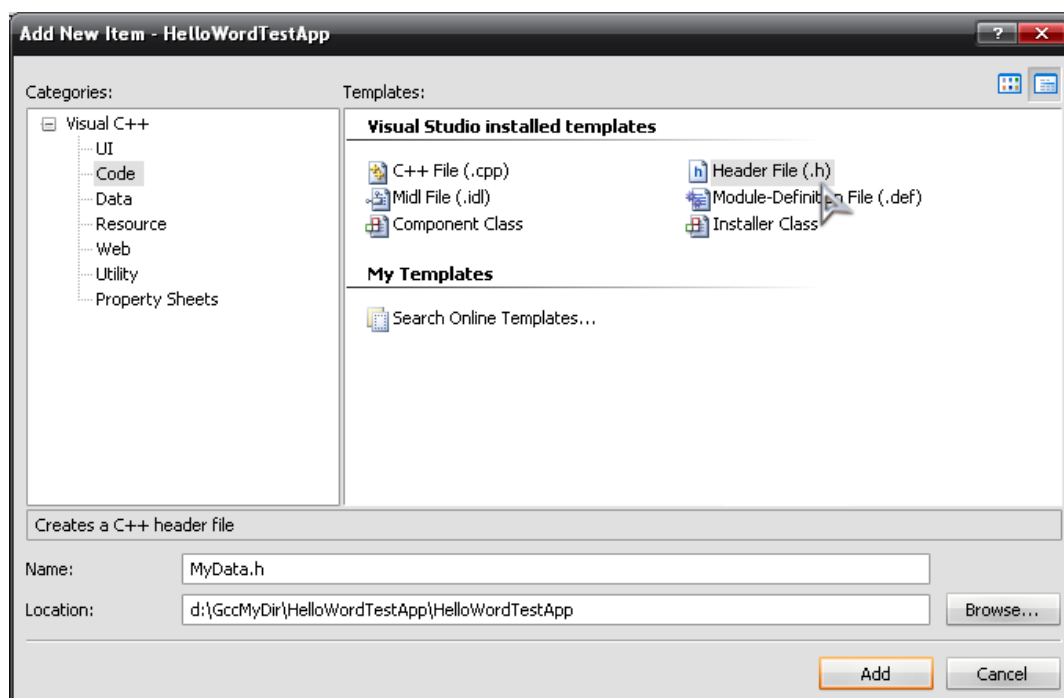 Add New Item - HelloWordTestApp
Categories:
Templates:
Visual C++
UI
Code
Data
Resource
Web
Utility
Property Sheets
Visual Studio installed templates
C++ File (.cpp)
Header File (.h)
Midl File (.idl)
Module-Definition File (.def)
Component Class
Installer Class
My Templates
Search Online Templates...
Creates a C++ header file
Name:
MyData.h
Location:
d:\GccMyDir\HelloWordTestApp\HelloWordTestApp
Browse...
Add
Cancel